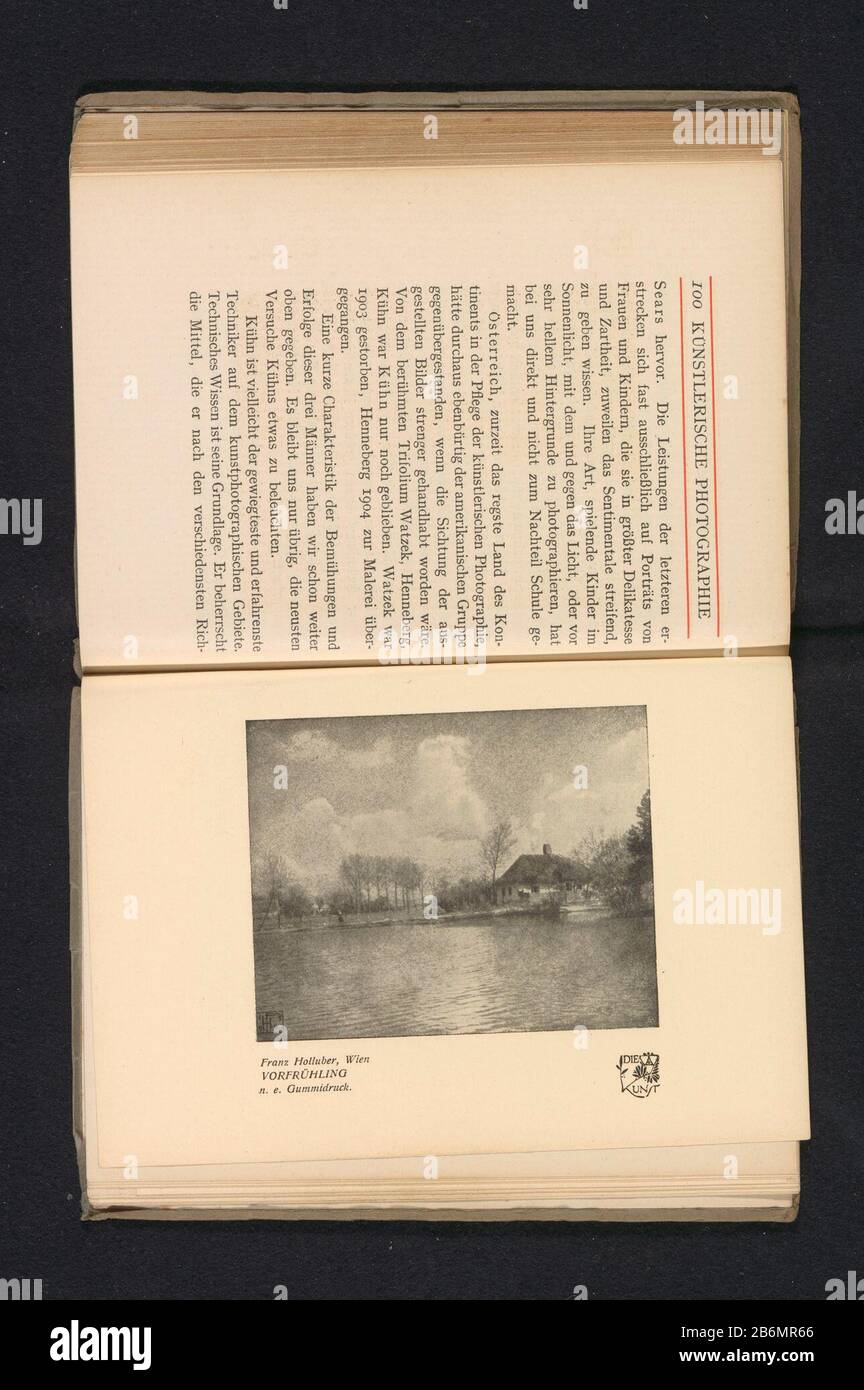 100 KÜNSTLERISCHE PHOTOGRAPHIE
Sears hervor. Die Leistungen der letzteren er-
strecken sich fast ausschließlich auf Porträts von
Frauen und Kindern, die sie in größter Delikatesse
und Zartheit, zuweilen das Sentimentale streifend,
zu geben wissen. Ihre Art, spielende Kinder im
Sonnenlicht, mit dem und gegen das Licht, oder vor
sehr hellem Hintergrunde zu photographieren, hat
bei uns direkt und nicht zum Nachteil Schule ge-
macht.
Österreich, zurzeit das regste Land des Kon-
tinents in der Pflege der künstlerischen Photographie,
hätte durchaus ebenbürtig der amerikanischen Gruppe
gegenübergestanden, wenn die Sichtung der aus-
gestellten Bilder strenger gehandhabt worden wäre.
Von dem berühmten Trifolium Watzek, Henneberg,
Kühn war Kühn nur noch geblieben. Watzek war
1903 gestorben, Henneberg 1904 zur Malerei über-
gegangen.
Eine kurze Charakteristik der Bemühungen und
Erfolge dieser drei Männer haben wir schon weiter
oben gegeben. Es bleibt uns nur übrig, die neusten
Versuche Kühns etwas zu beleuchten.
Kühn ist vielleicht der gewiegteste und erfahrenste
Techniker auf dem kunstphotographischen Gebiete.
Technisches Wissen ist seine Grundlage. Er beherrscht
die Mittel, die er nach den verschiedensten Rich-
Franz Holluber, Wien
VORFRÜHLING
n. e. Gummidruck.
DIE
KUNST
alamy
alamy
alamy
Image ID: 2B6MR66
www.alamy.com